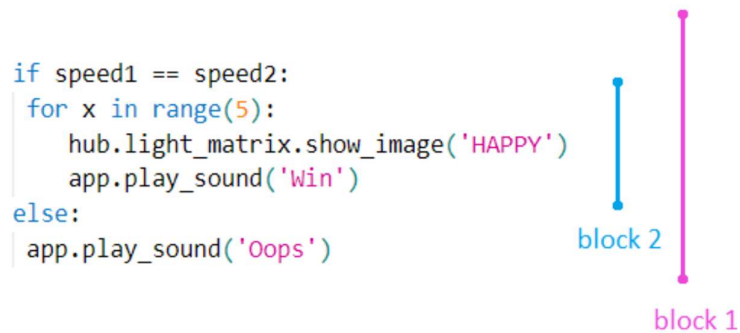 if speed1 == speed2:
for x in range(5):
hub.light_matrix.show_image('HAPPY')
app.play_sound('Win')
else:
app.play_sound('Oops')
block 2
block 1